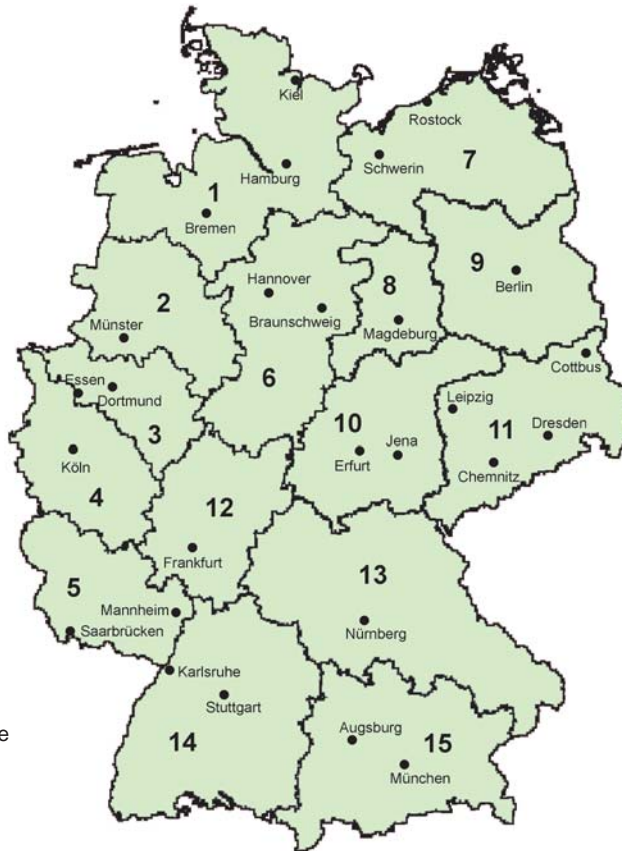 Kiel
Rostock
Schwerin
7
Hamburg
1
Bremen
9
Berlin
Hannover
8
2
Braunschweig
Magdeburg
Münster
Cottbus
6
Essen
Dortmund
Leipzig
3
10
Jena
11
Dresden
Köln
Erfurt
Chemnitz
4
12
Frankfurt
13
5
Mannheim
Nürnberg
Saarbrücken
Karlsruhe
Stuttgart
e
14
Augsburg
15
München